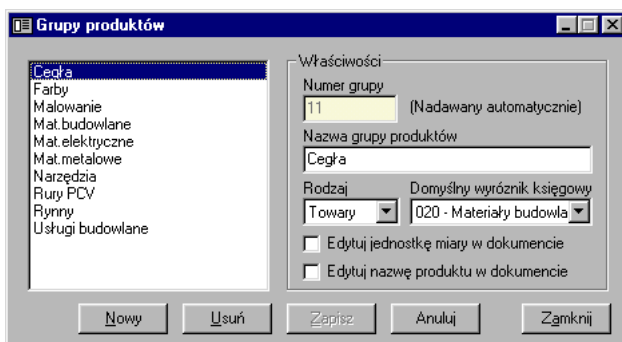 Grupy produktów
Cegła
Farby
Malowanie
Mat.budowlane
Mat.elektryczne
Mat.metalowe
Narzędzia
Rury PCV
Rynny
Usługi budowlane
Właściwości
Numer grupy
11 (Nadawany automatycznie)
Nazwa grupy produktów
Cegła
Rodzaj Domyślny wyróżnik księgowy
Towary 020 - Materiały budowla
Edytuj jednostkę miary w dokumencie
Edytuj nazwę produktu w dokumencie
Nowy Usuń Zapisz Anuluj Zamknij